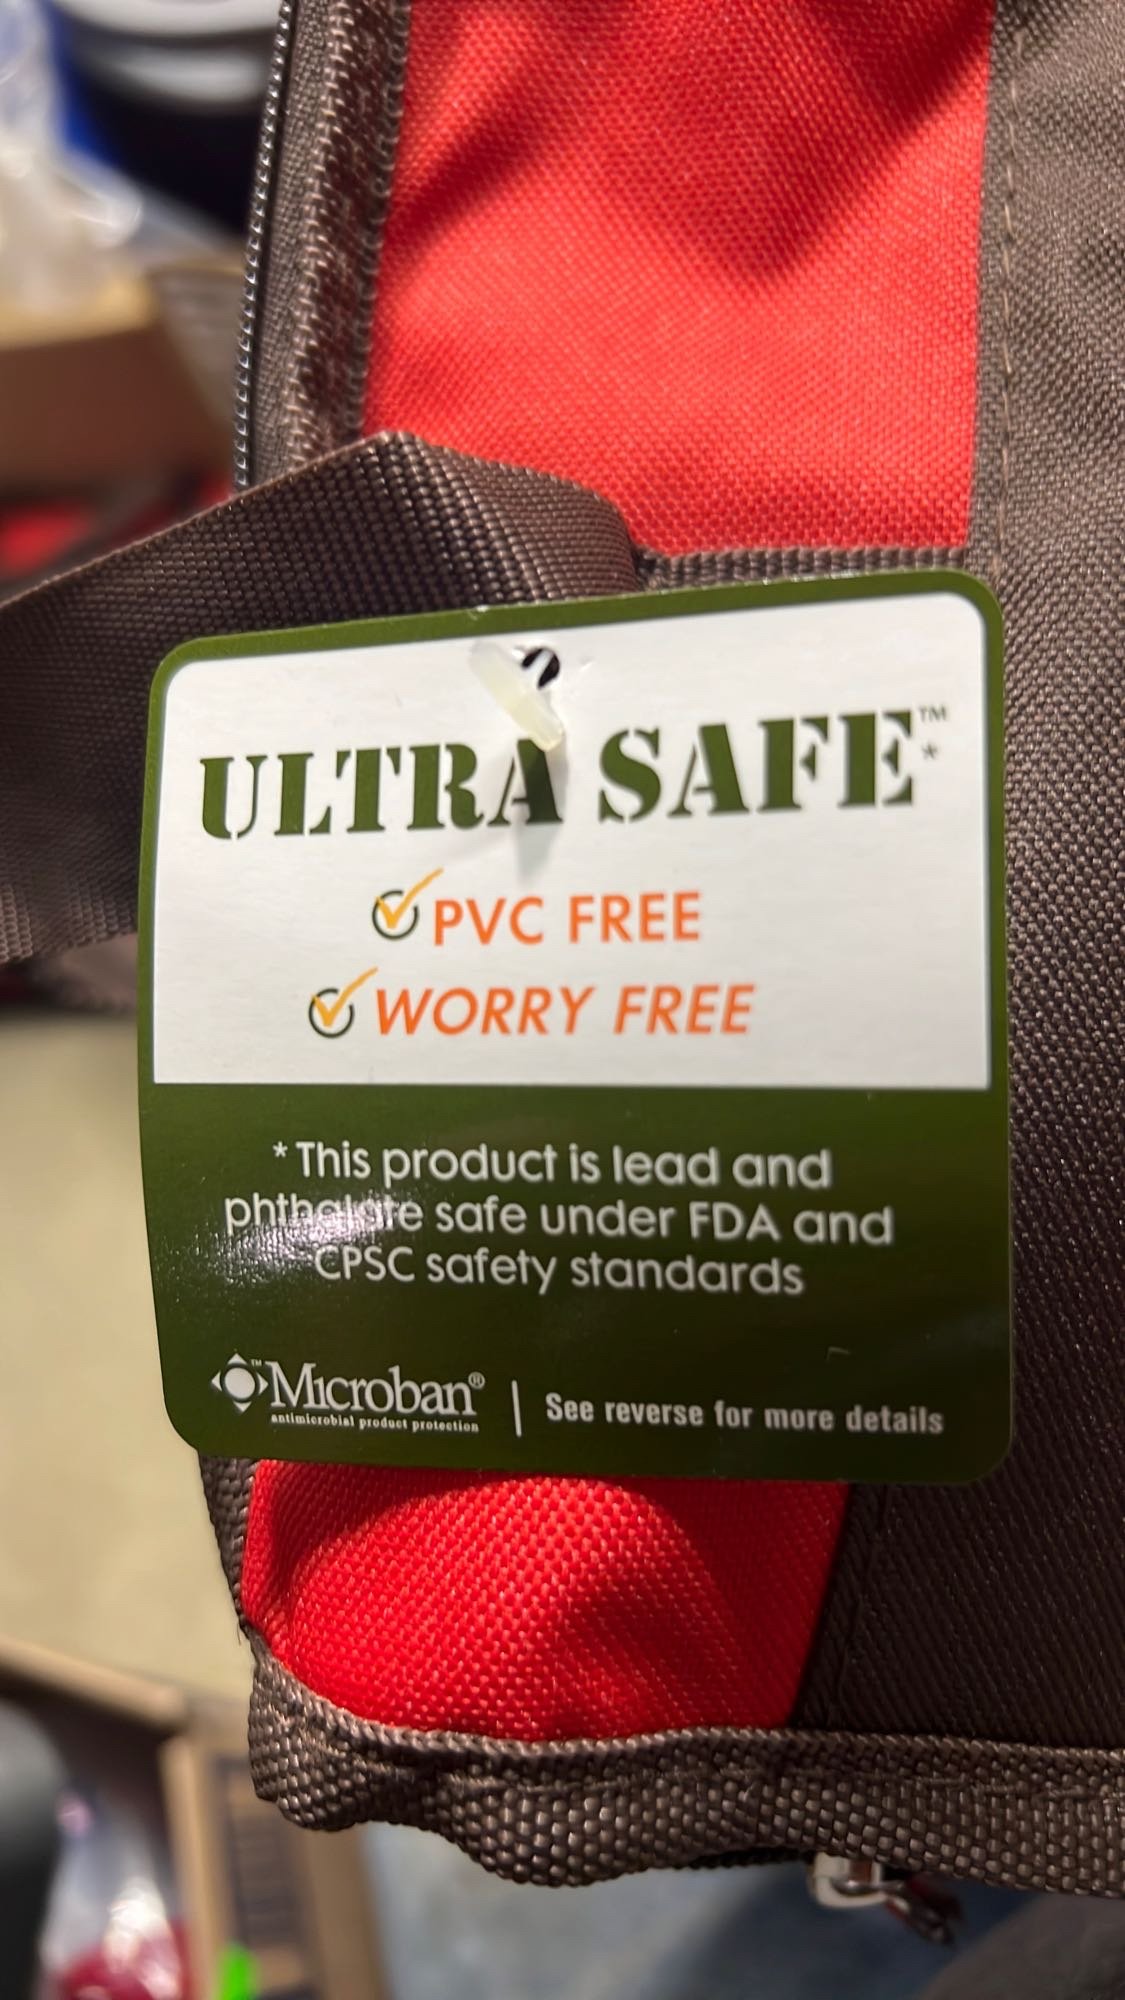 ULTRA SAFE™*
PVC FREE
WORRY FREE
* This product is lead and
phthalate safe under FDA and
CPSC safety standards
™Microban® | See reverse for more details
antimicrobial product protection